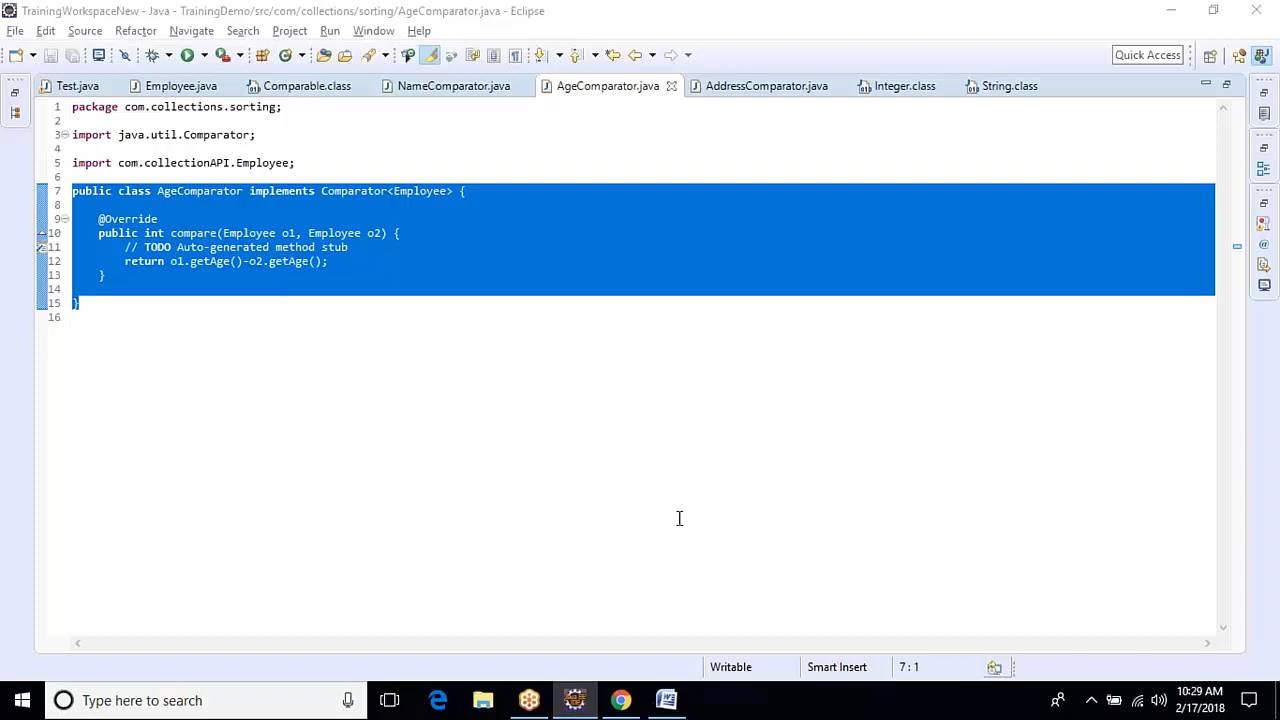 TrainingWorkspaceNew - Java - TrainingDemo/src/com/collections/sorting/AgeComparator.java - Eclipse
File Edit Source Refactor Navigate Search Project Run Window Help
Quick Access
Test.java Employee.java Comparable.class NameComparator.java AgeComparator.java AddressComparator.java Integer.class String.class
1 package com.collections.sorting;
2
3 import java.util.Comparator;
4
5 import com.collectionAPI.Employee;
6
7 public class AgeComparator implements Comparator<Employee> {
8
9 @Override
10 public int compare(Employee o1, Employee o2) {
11 // TODO Auto-generated method stub
12 return o1.getAge()-o2.getAge();
13 }
14
15 }
16
Writable Smart Insert 7 : 1
Type here to search
10:29 AM
2/17/2018